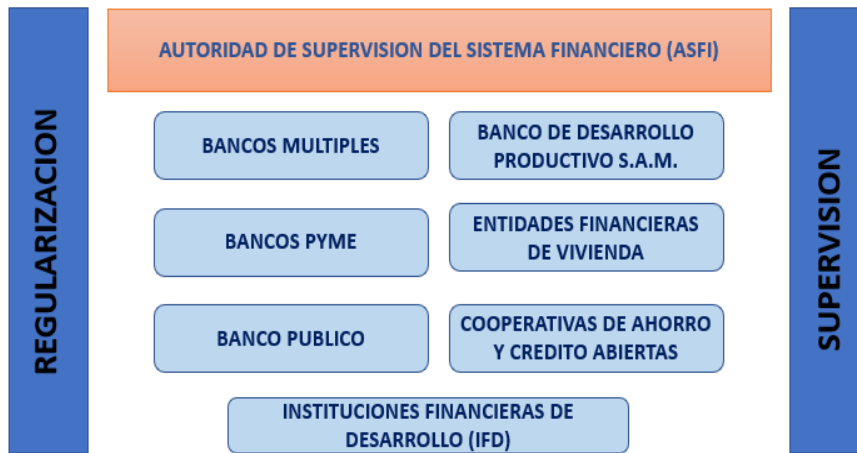 REGULARIZACION
AUTORIDAD DE SUPERVISION DEL SISTEMA FINANCIERO (ASFI)
BANCOS MULTIPLES
BANCO DE DESARROLLO
PRODUCTIVO S.A.M.
BANCOS PYME
ENTIDADES FINANCIERAS
DE VIVIENDA
BANCO PUBLICO
COOPERATIVAS DE AHORRO
Y CREDITO ABIERTAS
INSTITUCIONES FINANCIERAS DE
DESARROLLO (IFD)
SUPERVISION